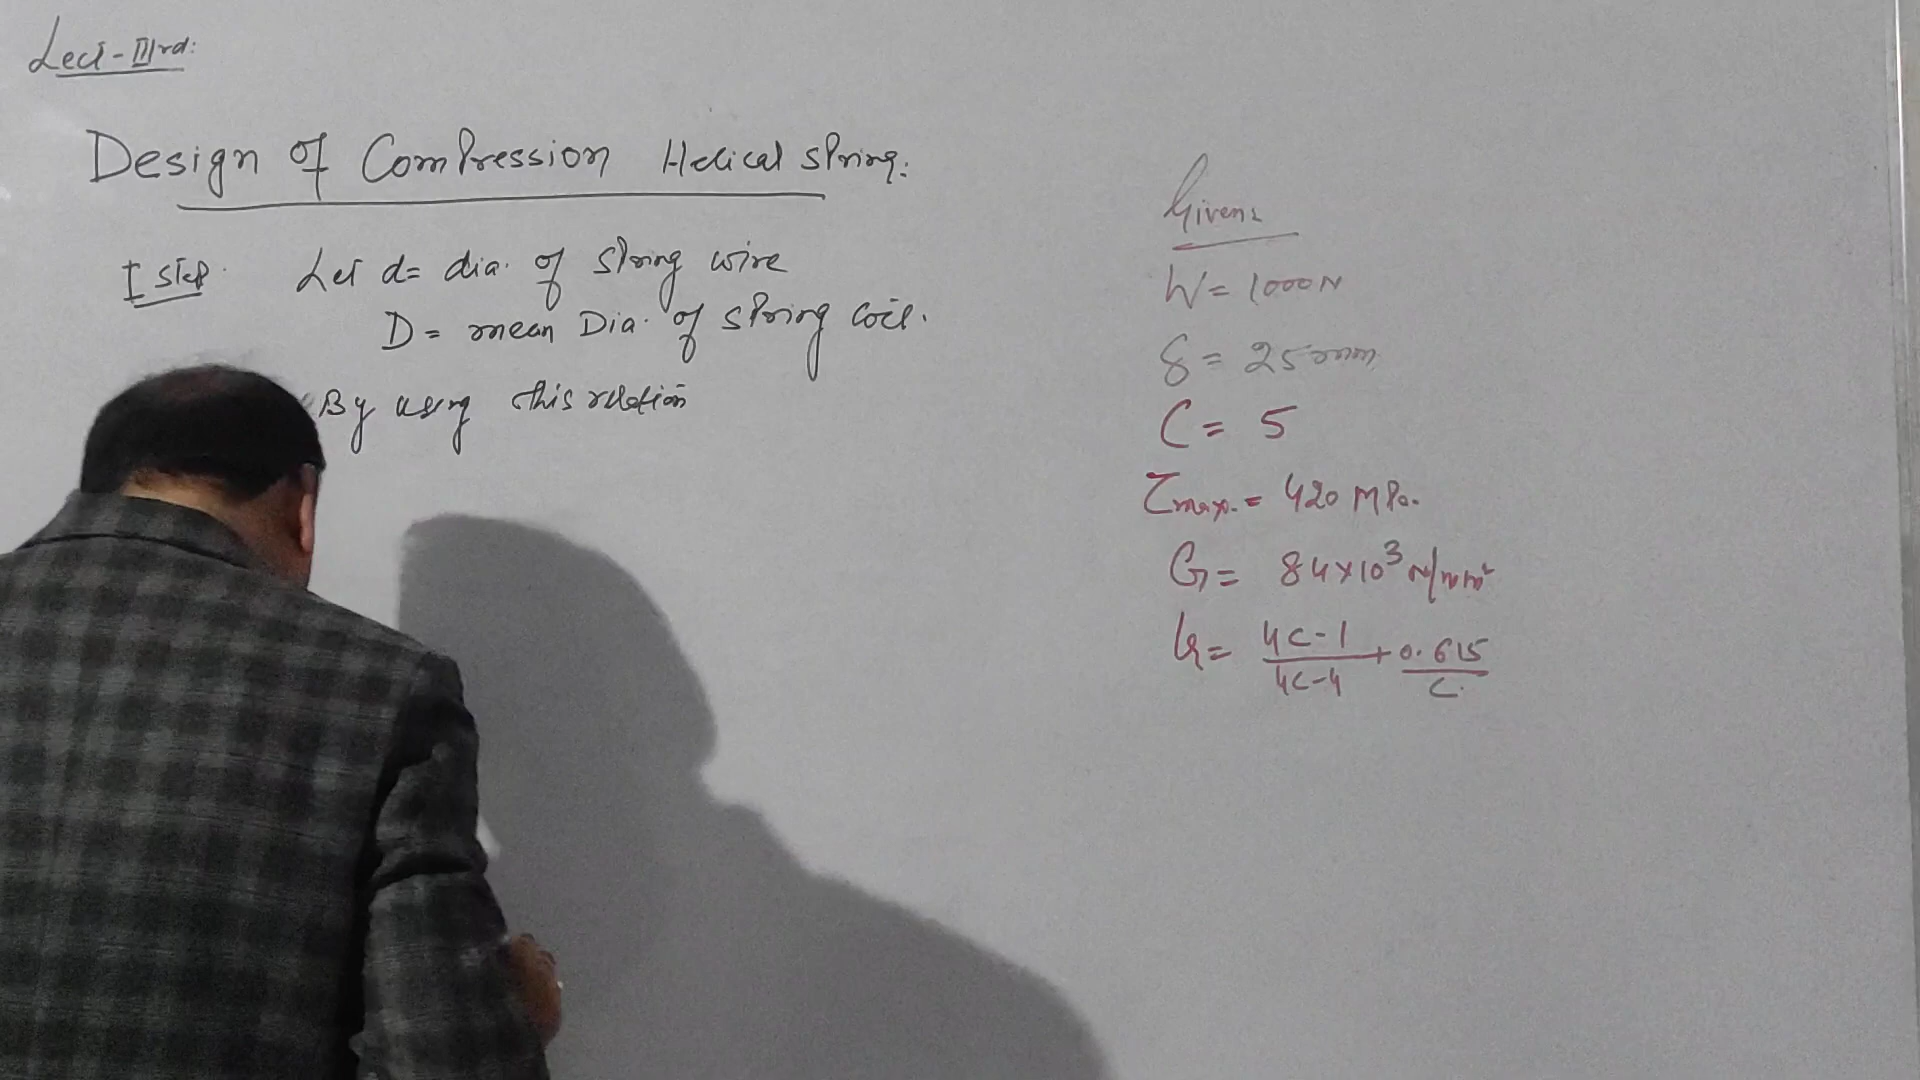 Lect-IIIrd:
Design of Compression Helical spring:
I step. Let d= dia. of spring wire
D= mean Dia. of spring coil.
By using this relation
Given:
W= 1000N
δ= 25mm
C= 5
τmax.= 420 MPa.
G= 84×10³ N/mm²
K= 4C-1/4C-4 + 0.615/C.